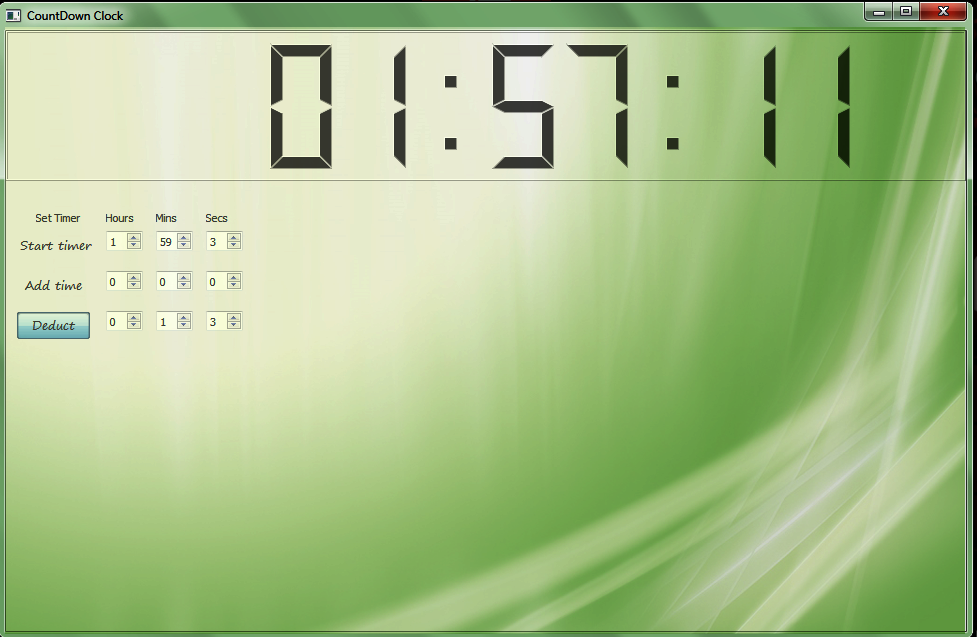 CountDown Clock
01:57:11
Set Timer Hours Mins Secs
Start timer 1 59 3
Add time 0 0 0
Deduct 0 1 3